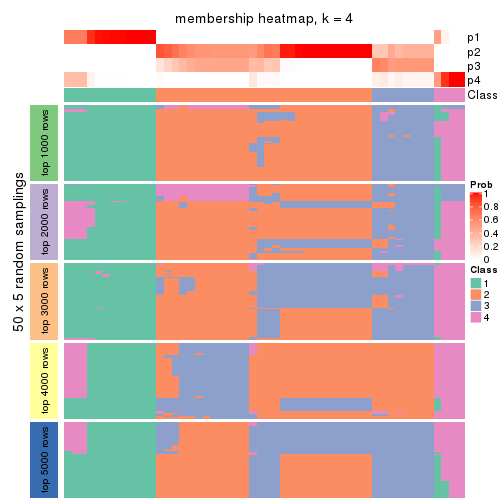 membership heatmap, k = 4
p1
p2
p3
p4
Class
50 x 5 random samplings
top 1000 rows
top 2000 rows
top 3000 rows
top 4000 rows
top 5000 rows
Prob
1
0.8
0.6
0.4
0.2
0
Class
1
2
3
4